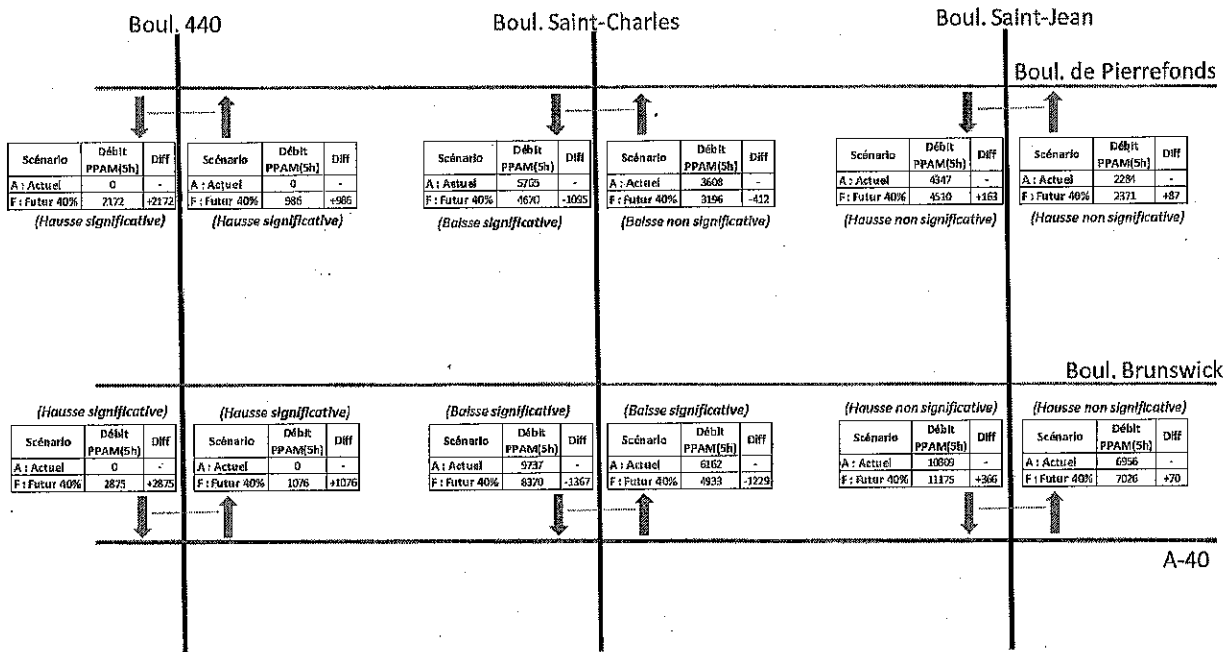 Boul. 440
Boul. Saint-Charles
Boul. Saint-Jean
Boul. de Pierrefonds
Scénario Débit PPAM(5h) Diff
A : Actuel 0 -
F : Futur 40% 2172 +2172
(Hausse significative)
Scénario Débit PPAM(5h) Diff
A : Actuel 0 -
F : Futur 40% 986 +986
(Hausse significative)
Scénario Débit PPAM(5h) Diff
A : Actuel 5765 -
F : Futur 40% 4670 -1095
(Baisse significative)
Scénario Débit PPAM(5h) Diff
A : Actuel 3608 -
F : Futur 40% 3196 -412
(Baisse non significative)
Scénario Débit PPAM(5h) Diff
A : Actuel 4347 -
F : Futur 40% 4510 +163
(Hausse non significative)
Scénario Débit PPAM(5h) Diff
A : Actuel 2284 -
F : Futur 40% 2371 +87
(Hausse non significative)
Boul. Brunswick
(Hausse significative)
Scénario Débit PPAM(5h) Diff
A : Actuel 0 -
F : Futur 40% 2875 +2875
(Hausse significative)
Scénario Débit PPAM(5h) Diff
A : Actuel 0 -
F : Futur 40% 1076 +1076
(Baisse significative)
Scénario Débit PPAM(5h) Diff
A : Actuel 9737 -
F : Futur 40% 8370 -1367
(Baisse significative)
Scénario Débit PPAM(5h) Diff
A : Actuel 6162 -
F : Futur 40% 4933 -1229
(Hausse non significative)
Scénario Débit PPAM(5h) Diff
A : Actuel 10809 -
F : Futur 40% 11175 +366
(Hausse non significative)
Scénario Débit PPAM(5h) Diff
A : Actuel 6956 -
F : Futur 40% 7026 +70
A-40